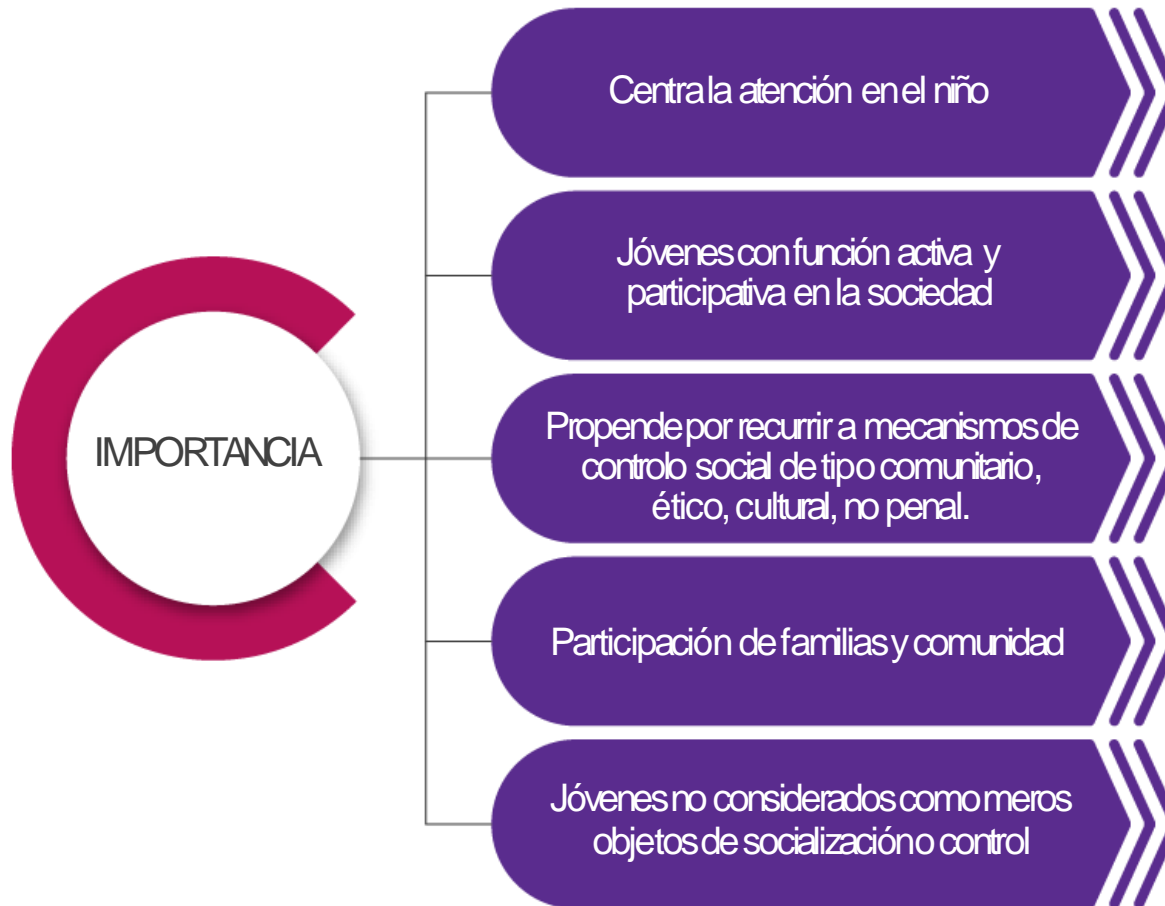 Centra la atención en el niño
Jóvenes con función activa y
participativa en la sociedad
IMPORTANCIA
Propende por recurrir a mecanismos de
controlo social de tipo comunitario,
ético, cultural, no penal.
Participación de familias y comunidad
Jóvenes no considerados como meros
objetos de socialización o control